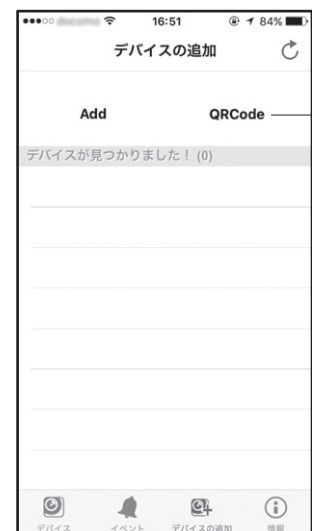 docomo 16:51 84%
デバイスの追加
Add QRCode
デバイスが見つかりました！ (0)
デバイス イベント デバイスの追加 情報